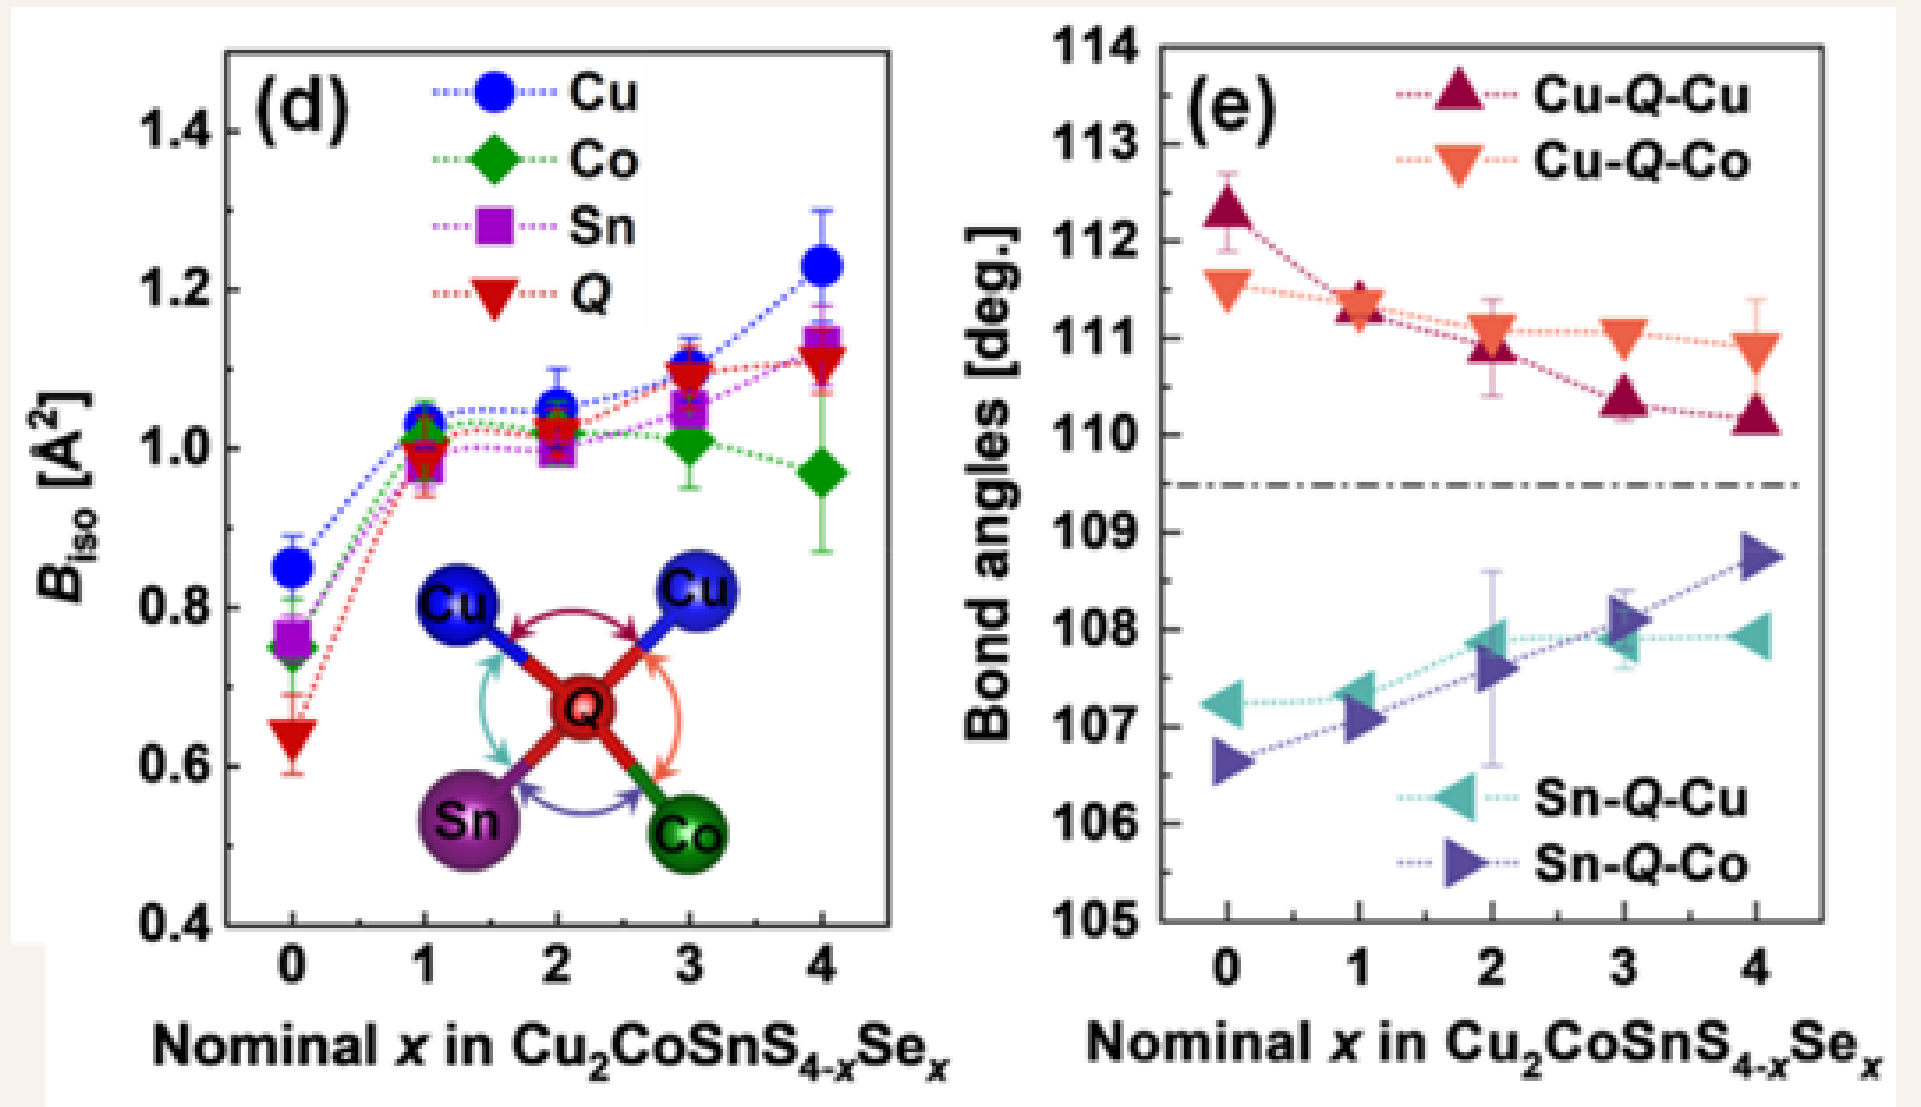 (d)
Cu
Co
Sn
Q
1.4
1.2
1.0
0.8
0.6
0.4
B_iso [Å²]
Cu
Cu
Q
Sn
Co
0 1 2 3 4
Nominal x in Cu₂CoSnS₄₋ₓSeₓ
(e)
Cu-Q-Cu
Cu-Q-Co
114
113
112
111
110
109
108
107
106
105
Bond angles [deg.]
Sn-Q-Cu
Sn-Q-Co
0 1 2 3 4
Nominal x in Cu₂CoSnS₄₋ₓSeₓ